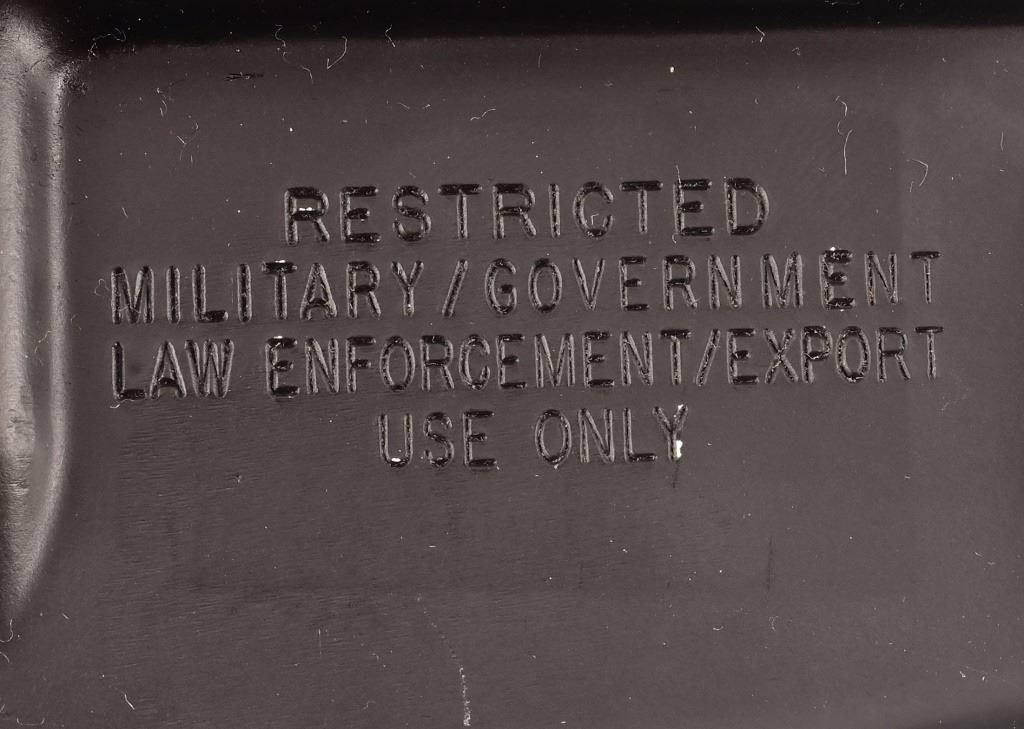 RESTRICTED
MILITARY/GOVERNMENT
LAW ENFORCEMENT/EXPORT
USE ONLY